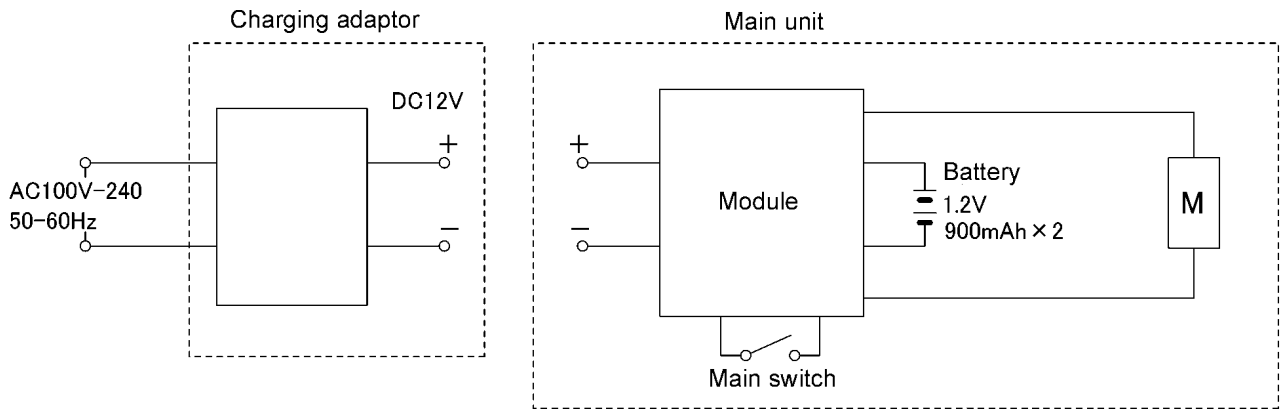 Charging adaptor
Main unit
DC12V
+
−
AC100V-240
50-60Hz
+
−
Module
Battery
1.2V
900mAh × 2
M
Main switch